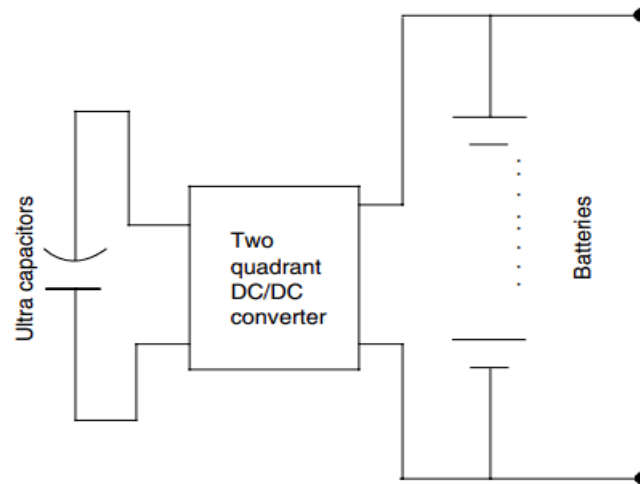 Ultra capacitors
Two
quadrant
DC/DC
converter
Batteries